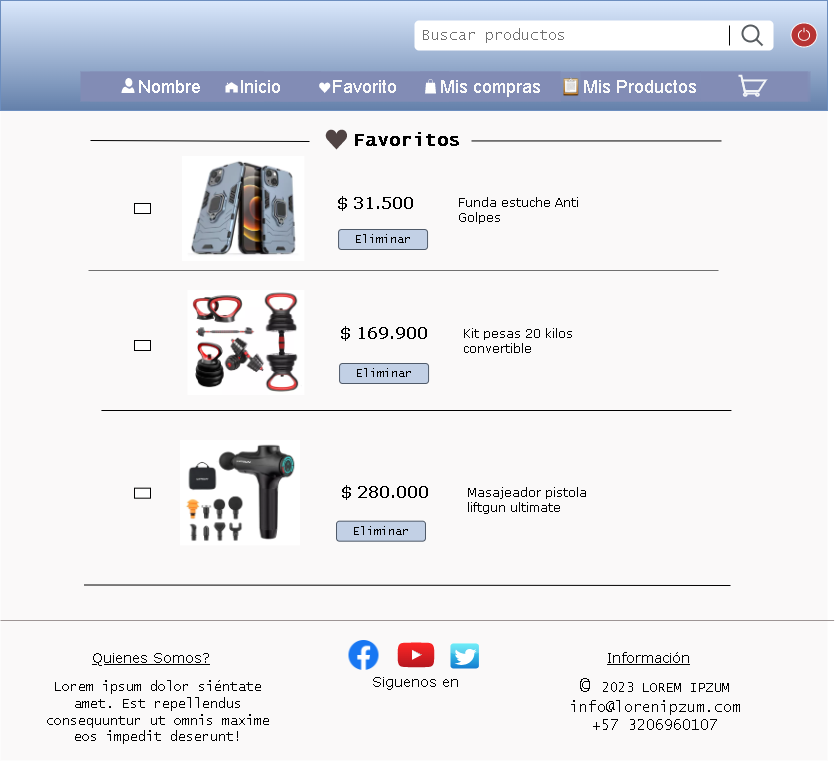 Buscar productos
Nombre Inicio Favorito Mis compras Mis Productos
Favoritos
$ 31.500
Funda estuche Anti
Golpes
Eliminar
$ 169.900
Kit pesas 20 kilos
convertible
Eliminar
$ 280.000
Masajeador pistola
liftgun ultimate
Eliminar
Quienes Somos?
Lorem ipsum dolor siéntate
amet. Est repellendus
consequuntur ut omnis maxime
eos impedit deserunt!
Siguenos en
Información
© 2023 LOREM IPZUM
info@lorenipzum.com
+57 3206960107